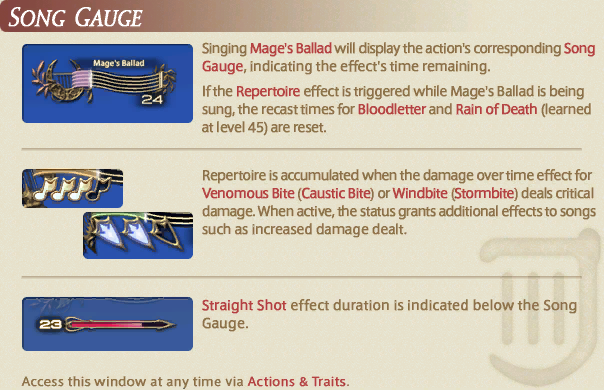 SONG GAUGE
Mage's Ballad
24
Singing Mage's Ballad will display the action's corresponding Song
Gauge, indicating the effect's time remaining.
If the Repertoire effect is triggered while Mage's Ballad is being
sung, the recast times for Bloodletter and Rain of Death (learned
at level 45) are reset.
Repertoire is accumulated when the damage over time effect for
Venomous Bite (Caustic Bite) or Windbite (Stormbite) deals critical
damage. When active, the status grants additional effects to songs
such as increased damage dealt.
23
Straight Shot effect duration is indicated below the Song
Gauge.
Access this window at any time via Actions & Traits.